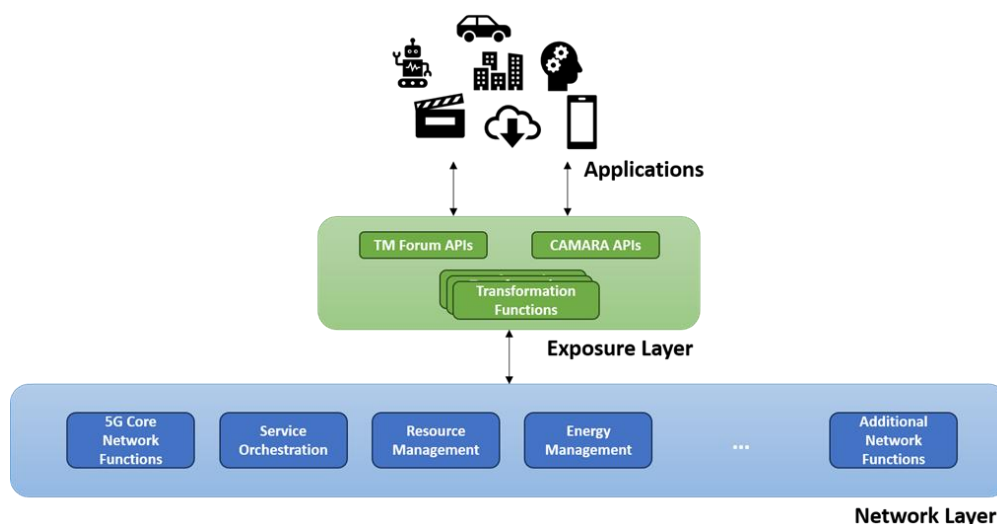 Applications
TM Forum APIs
CAMARA APIs
Transformation
Functions
Exposure Layer
5G Core
Network
Functions
Service
Orchestration
Resource
Management
Energy
Management
...
Additional
Network
Functions
Network Layer